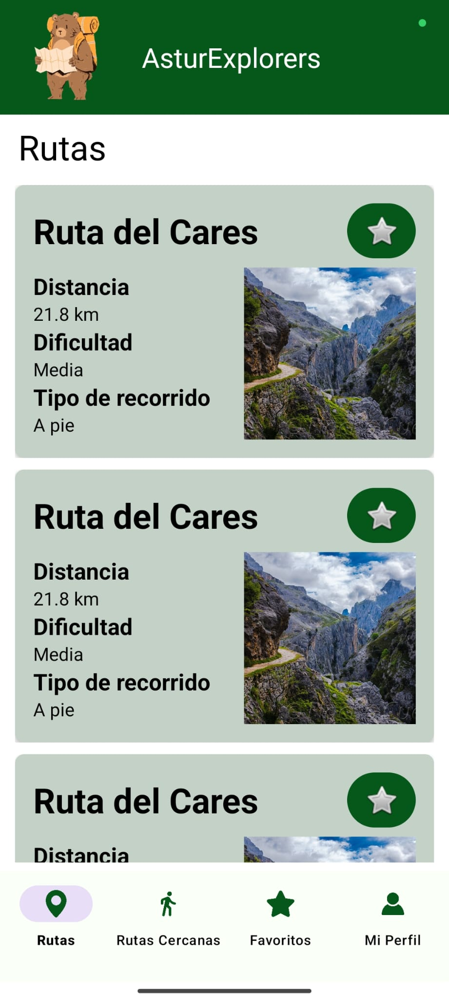 AsturExplorers
Rutas
Ruta del Cares
Distancia
21.8 km
Dificultad
Media
Tipo de recorrido
A pie
Ruta del Cares
Distancia
21.8 km
Dificultad
Media
Tipo de recorrido
A pie
Ruta del Cares
Distancia
Rutas
Rutas Cercanas
Favoritos
Mi Perfil